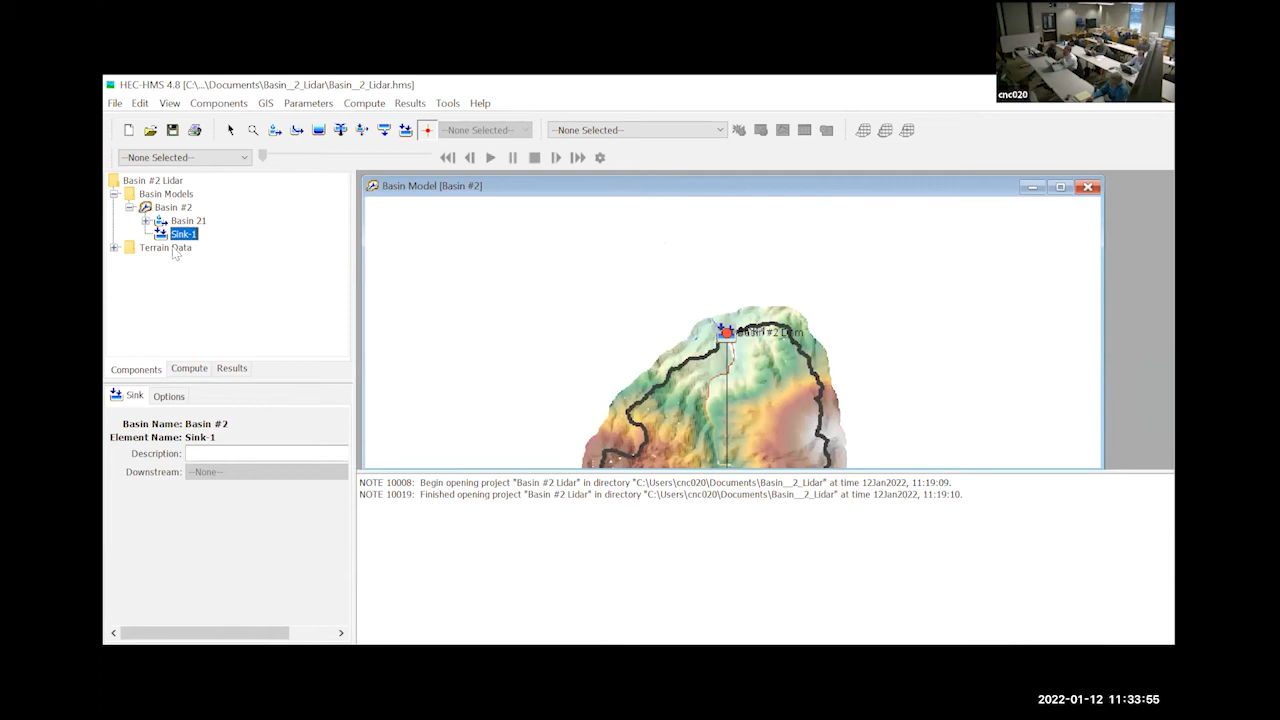 cnc020
HEC-HMS 4.8 [C:\...\Documents\Basin__2_Lidar\Basin__2_Lidar.hms]
File Edit View Components GIS Parameters Compute Results Tools Help
--None Selected--
--None Selected--
--None Selected--
Basin #2 Lidar
Basin Models
Basin #2
Basin 21
Sink-1
Terrain Data
Basin Model [Basin #2]
Components Compute Results
Sink Options
Basin Name: Basin #2
Element Name: Sink-1
Description:
Downstream: --None--
NOTE 10008: Begin opening project "Basin #2 Lidar" in directory "C:\Users\cnc020\Documents\Basin__2_Lidar" at time 12Jan2022, 11:19:09.
NOTE 10019: Finished opening project "Basin #2 Lidar" in directory "C:\Users\cnc020\Documents\Basin__2_Lidar" at time 12Jan2022, 11:19:10.
2022-01-12 11:33:55